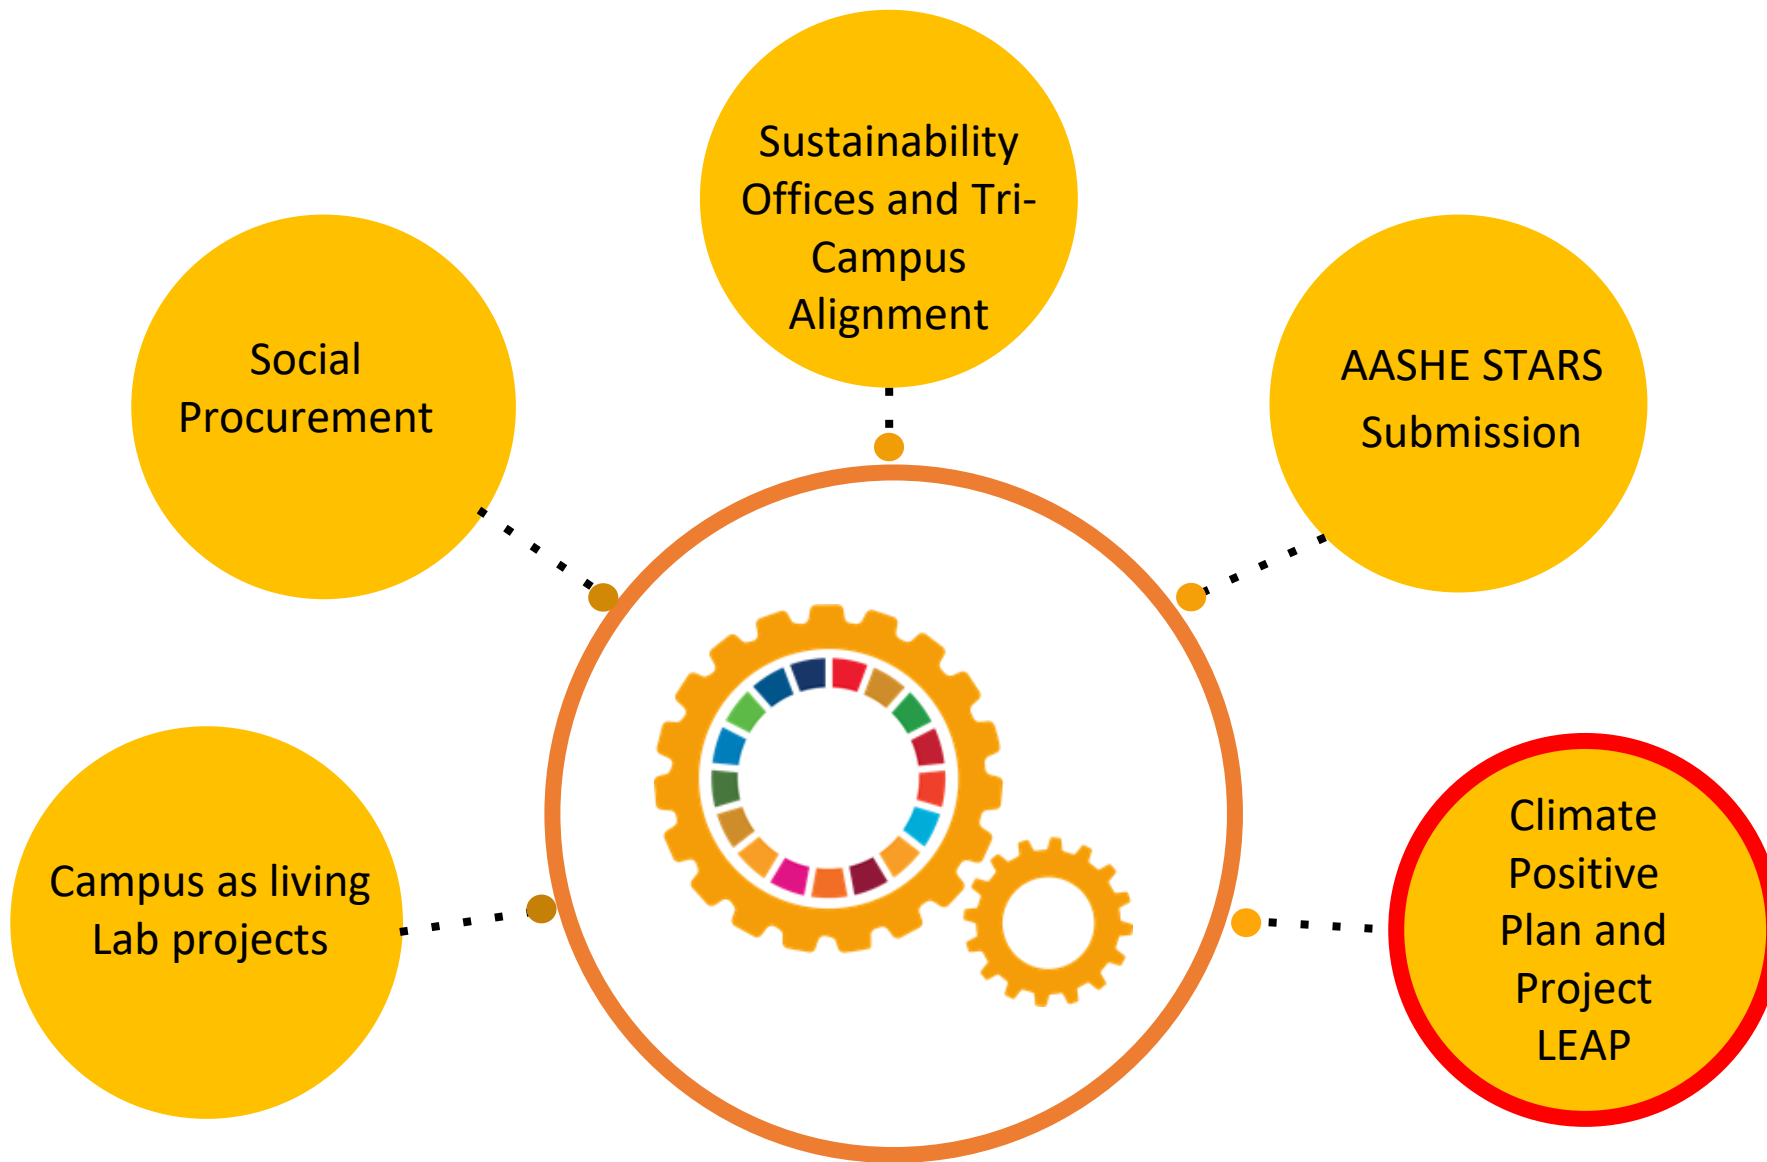 Sustainability
Offices and Tri-
Campus
Alignment
Social
Procurement
AASHE STARS
Submission
Campus as living
Lab projects
Climate
Positive
Plan and
Project
LEAP